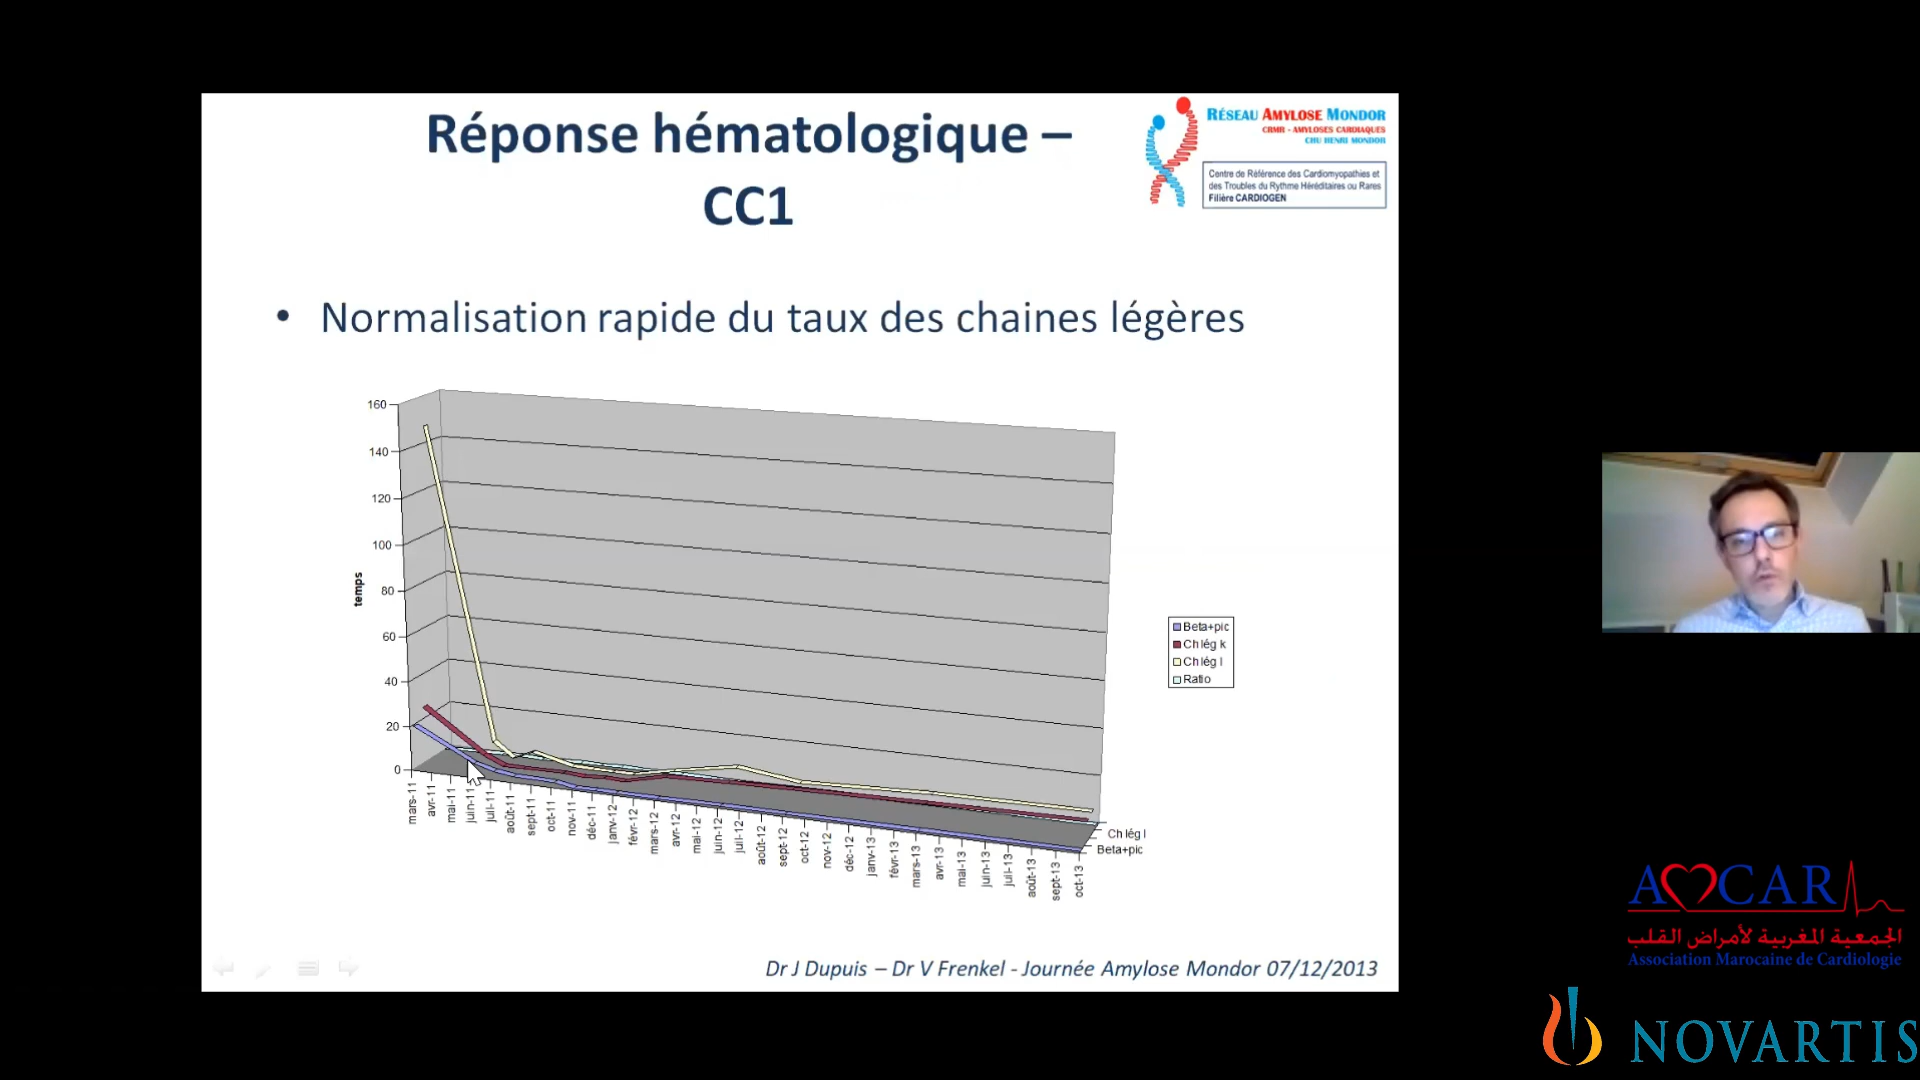 Réponse hématologique –
CC1
RÉSEAU AMYLOSE MONDOR
CRMR - AMYLOSES CARDIAQUES
CHU HENRI MONDOR
Centre de Référence des Cardiomyopathies et
des Troubles du Rythme Héréditaires ou Rares
Filière CARDIOGEN
• Normalisation rapide du taux des chaines légères
160
140
120
100
80
60
40
20
0
temps
mars-11
avr-11
mai-11
juin-11
juil-11
août-11
sept-11
oct-11
nov-11
déc-11
janv-12
févr-12
mars-12
avr-12
mai-12
juin-12
juil-12
août-12
sept-12
oct-12
nov-12
déc-12
janv-13
févr-13
mars-13
avr-13
mai-13
juin-13
juil-13
août-13
sept-13
oct-13
Ch lég l
Beta+pic
Beta+pic
Ch lég k
Ch lég l
Ratio
Dr J Dupuis – Dr V Frenkel - Journée Amylose Mondor 07/12/2013
AMCAR
الجمعية المغربية لأمراض القلب
Association Marocaine de Cardiologie
NOVARTIS